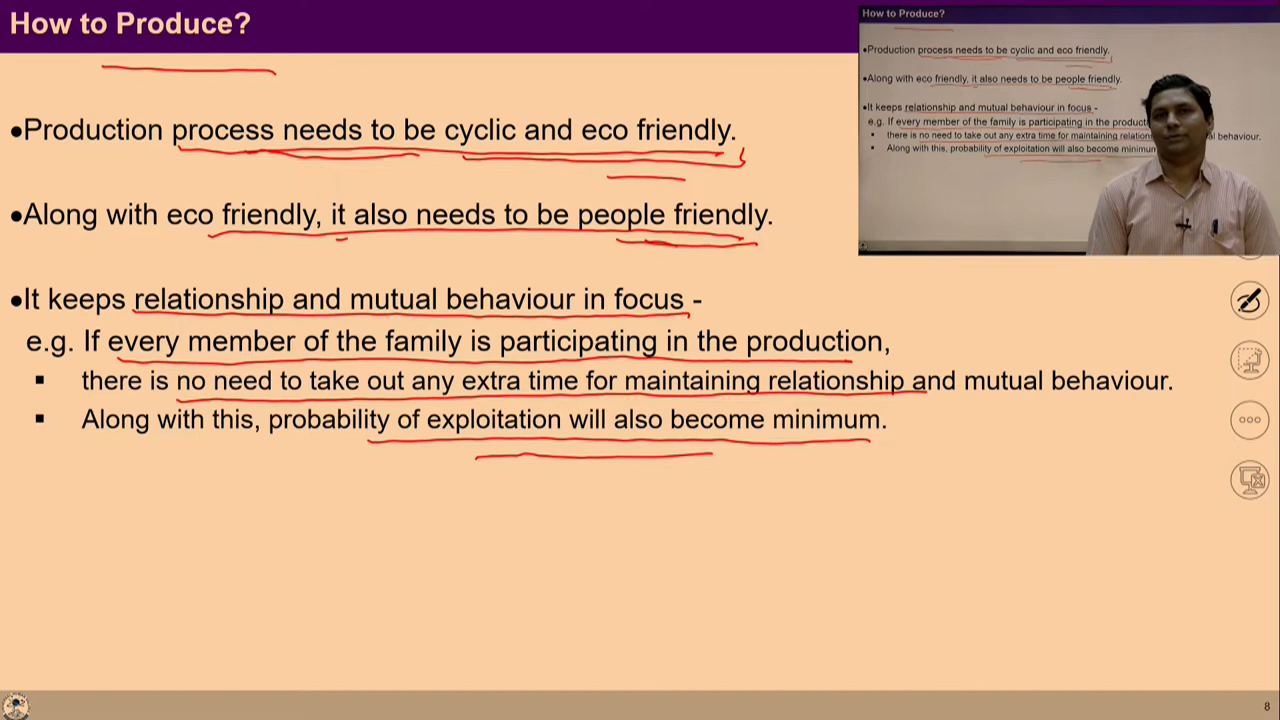 How to Produce?
•Production process needs to be cyclic and eco friendly.
•Along with eco friendly, it also needs to be people friendly.
•It keeps relationship and mutual behaviour in focus -
e.g. If every member of the family is participating in the production,
▪ there is no need to take out any extra time for maintaining relationship and mutual behaviour.
▪ Along with this, probability of exploitation will also become minimum.
How to Produce?
•Production process needs to be cyclic and eco friendly.
•Along with eco friendly, it also needs to be people friendly.
•It keeps relationship and mutual behaviour in focus -
e.g. If every member of the family is participating in the product
▪ there is no need to take out any extra time for maintaining relation al behaviour.
▪ Along with this, probability of exploitation will also become minimum
8